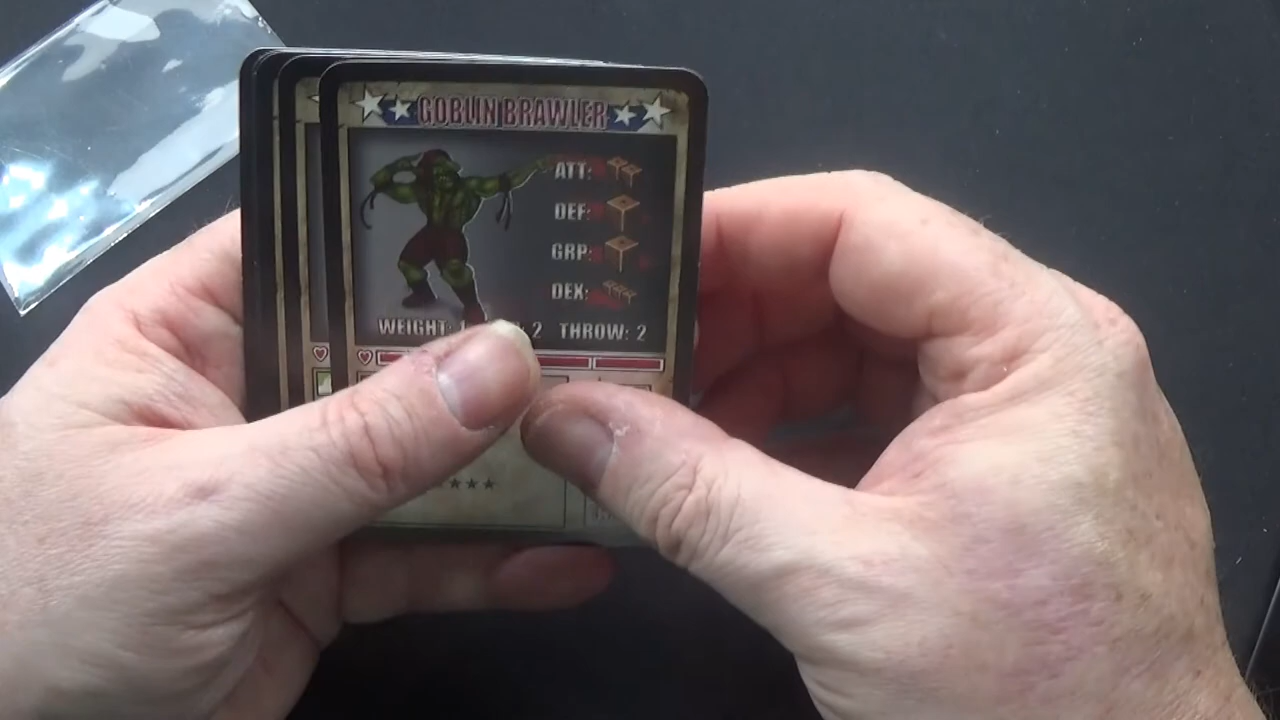 GOBLIN BRAWLER
ATT:
DEF:
GRP:
DEX:
WEIGHT: 2 THROW: 2